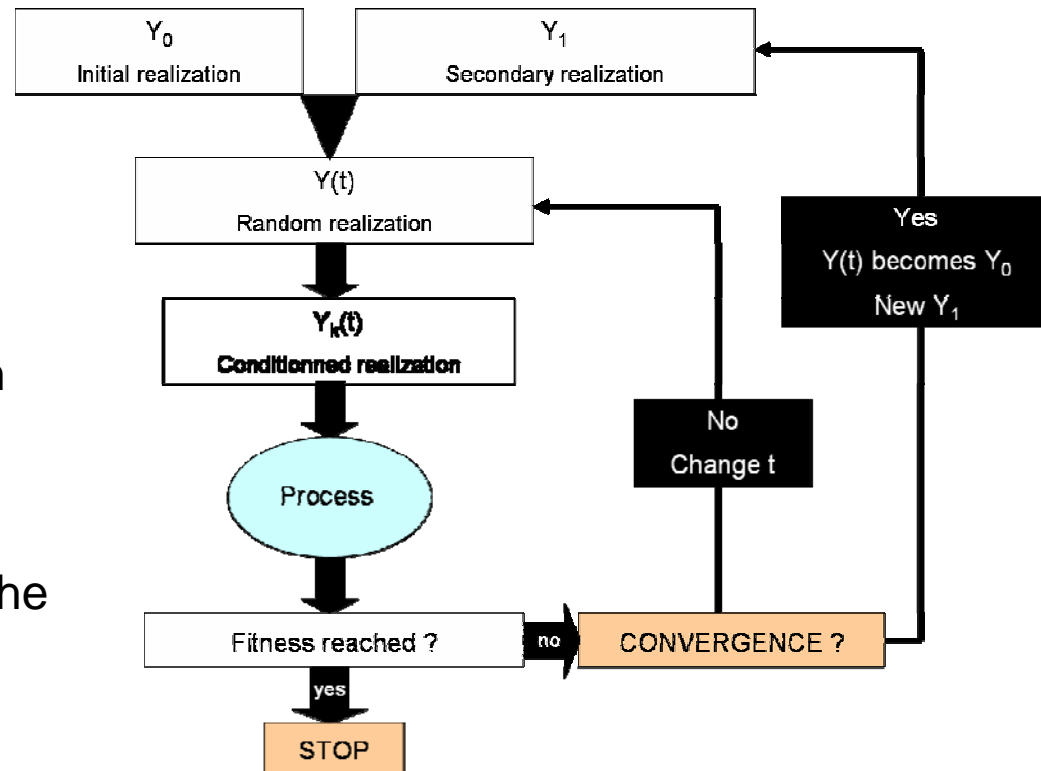 Y₀
Initial realization
Y₁
Secondary realization
Y(t)
Random realization
Yₖ(t)
Conditionned realization
Process
Fitness reached ?
no
CONVERGENCE ?
yes
STOP
No
Change t
Yes
Y(t) becomes Y₀
New Y₁
he